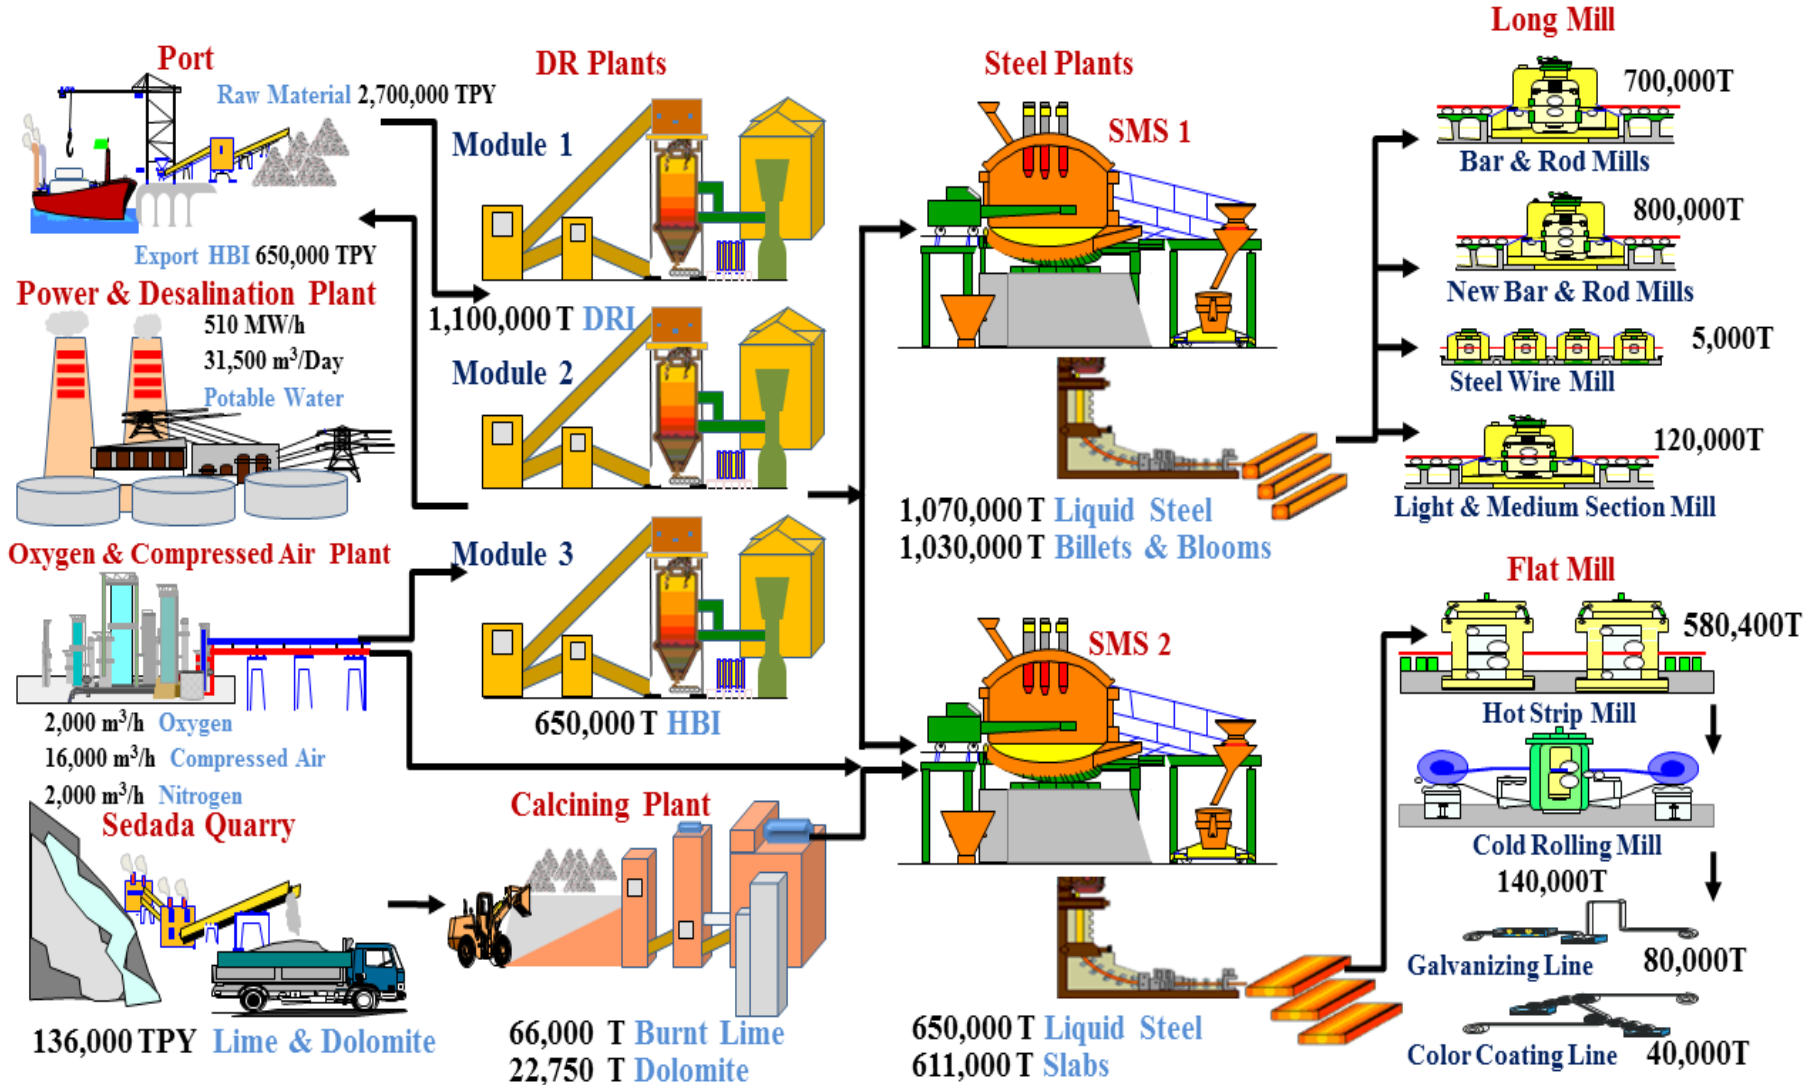 Port
Raw Material 2,700,000 TPY
Export HBI 650,000 TPY
Power & Desalination Plant
510 MW/h
31,500 m³/Day
Potable Water
Oxygen & Compressed Air Plant
2,000 m³/h Oxygen
16,000 m³/h Compressed Air
2,000 m³/h Nitrogen
Sedada Quarry
136,000 TPY Lime & Dolomite
DR Plants
Module 1
1,100,000 T DRI
Module 2
Module 3
650,000 T HBI
Calcining Plant
66,000 T Burnt Lime
22,750 T Dolomite
Steel Plants
SMS 1
1,070,000 T Liquid Steel
1,030,000 T Billets & Blooms
SMS 2
650,000 T Liquid Steel
611,000 T Slabs
Long Mill
700,000T
Bar & Rod Mills
800,000T
New Bar & Rod Mills
5,000T
Steel Wire Mill
120,000T
Light & Medium Section Mill
Flat Mill
580,400T
Hot Strip Mill
Cold Rolling Mill
140,000T
Galvanizing Line 80,000T
Color Coating Line 40,000T